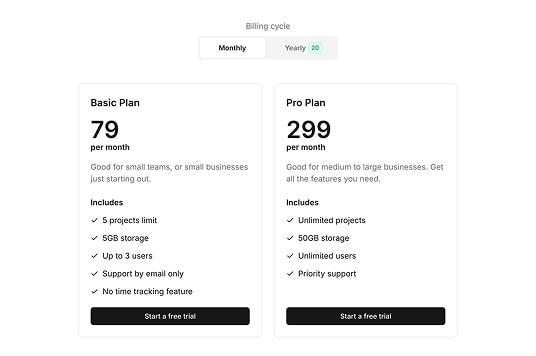 Billing cycle
Monthly
Yearly 20
Basic Plan
79
per month
Good for small teams, or small businesses
just starting out.
Includes
5 projects limit
5GB storage
Up to 3 users
Support by email only
No time tracking feature
Start a free trial
Pro Plan
299
per month
Good for medium to large businesses. Get
all the features you need.
Includes
Unlimited projects
50GB storage
Unlimited users
Priority support
Start a free trial